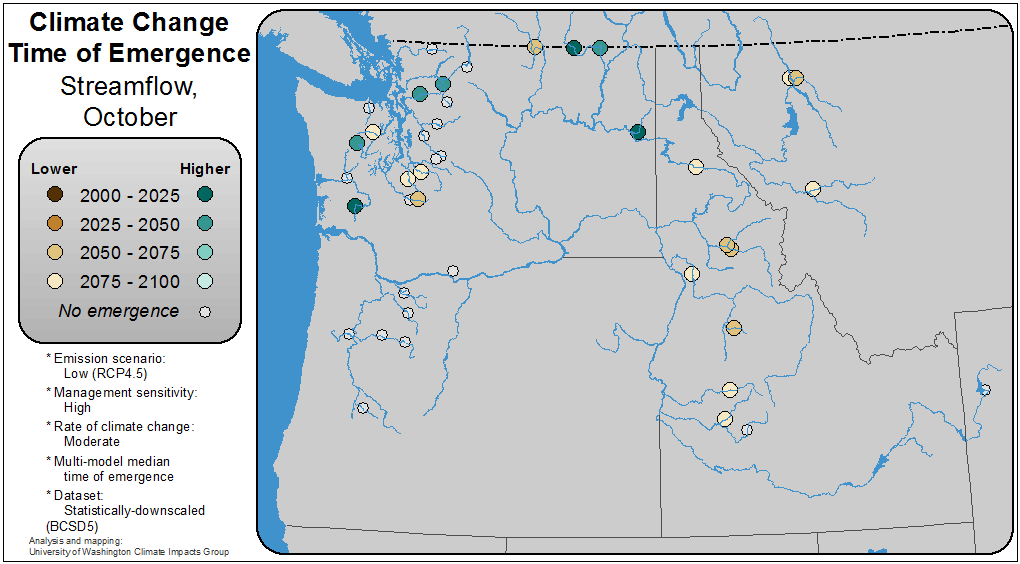 Climate Change
Time of Emergence
Streamflow,
October
Lower Higher
2000 - 2025
2025 - 2050
2050 - 2075
2075 - 2100
No emergence
* Emission scenario:
Low (RCP4.5)
* Management sensitivity:
High
* Rate of climate change:
Moderate
* Multi-model median
time of emergence
* Dataset:
Statistically-downscaled
(BCSD5)
Analysis and mapping:
University of Washington Climate Impacts Group